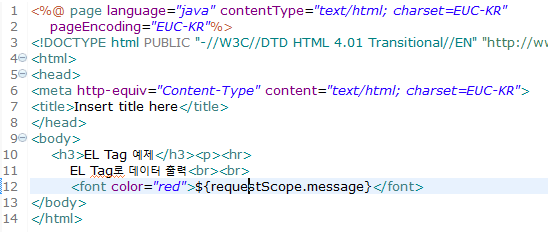 1 <%@ page language="java" contentType="text/html; charset=EUC-KR"
2 pageEncoding="EUC-KR"%>
3 <!DOCTYPE html PUBLIC "-//W3C//DTD HTML 4.01 Transitional//EN" "http://ww
4 <html>
5 <head>
6 <meta http-equiv="Content-Type" content="text/html; charset=EUC-KR">
7 <title>Insert title here</title>
8 </head>
9 <body>
10 <h3>EL Tag 예제</h3><p><hr>
11 EL Tag로 데이터 출력<br><br>
12 <font color="red">${requestScope.message}</font>
13 </body>
14 </html>